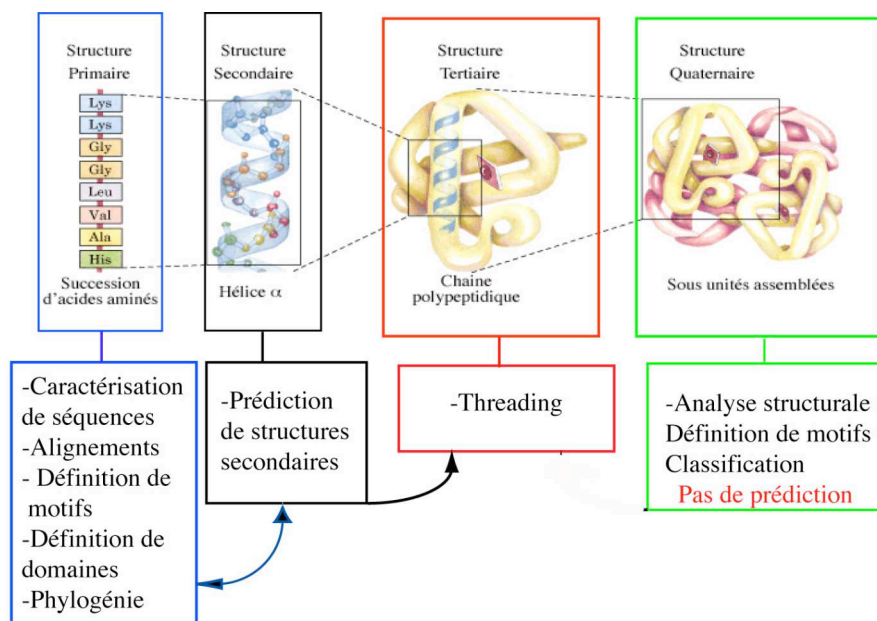 Structure
Primaire
Lys
Lys
Gly
Gly
Leu
Val
Ala
His
Succession
d'acides aminés
Structure
Secondaire
Hélice α
Structure
Tertiaire
Chaine
polypeptidique
Structure
Quaternaire
Sous unités assemblées
-Caractérisation
de séquences
-Alignements
- Définition de
motifs
-Définition de
domaines
-Phylogénie
-Prédiction
de structures
secondaires
-Threading
-Analyse structurale
Définition de motifs
Classification
Pas de prédiction